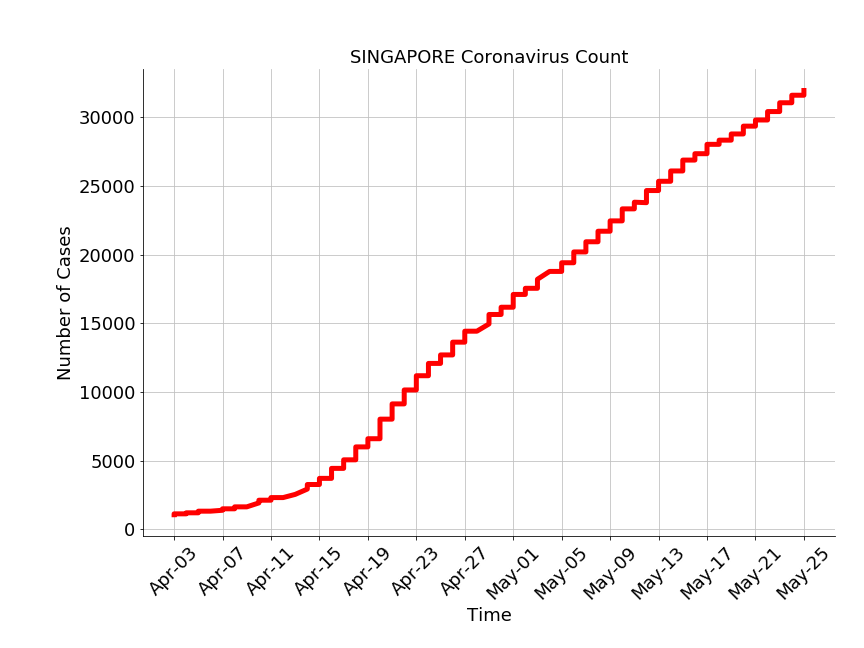 SINGAPORE Coronavirus Count
30000
25000
20000
15000
10000
5000
0
Number of Cases
Apr-03
Apr-07
Apr-11
Apr-15
Apr-19
Apr-23
Apr-27
May-01
May-05
May-09
May-13
May-17
May-21
May-25
Time